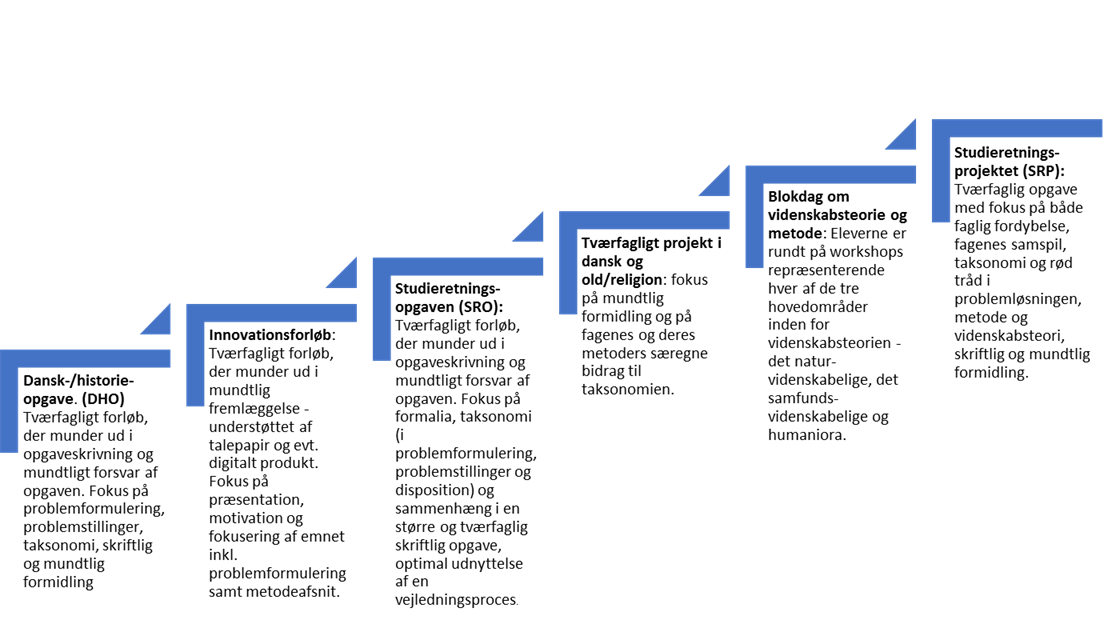 Dansk-/historie-
opgave. (DHO)
Tværfagligt forløb,
der munder ud i
opgaveskrivning og
mundtligt forsvar af
opgaven. Fokus på
problemformulering,
problemstillinger,
taksonomi, skriftlig
og mundtlig
formidling
Innovationsforløb:
Tværfagligt forløb,
der munder ud i
mundtlig
fremlæggelse -
understøttet af
talepapir og evt.
digitalt produkt.
Fokus på
præsentation,
motivation og
fokusering af emnet
inkl.
problemformulering
samt metodeafsnit.
Studieretnings-
opgaven (SRO):
Tværfagligt forløb,
der munder ud i
opgaveskrivning og
mundtligt forsvar af
opgaven. Fokus på
formalia, taksonomi
(i
problemformulering,
problemstillinger og
disposition) og
sammenhæng i en
større og tværfaglig
skriftlig opgave,
optimal udnyttelse
af en
vejledningsproces.
Tværfagligt projekt i
dansk og
old/religion: fokus
på mundtlig
formidling og på
fagenes og deres
metoders særegne
bidrag til
taksonomien.
Blokdag om
videnskabsteorie og
metode: Eleverne er
rundt på workshops
repræsenterende
hver af de tre
hovedområder
inden for
videnskabsteorien -
det natur-
videnskabelige, det
samfunds-
videnskabelige og
humaniora.
Studieretnings-
projektet (SRP):
Tværfaglig opgave
med fokus på både
faglig fordybelse,
fagenes samspil,
taksonomi og rød
tråd i
problemløsningen,
metode og
videnskabsteori,
skriftlig og mundtlig
formidling.